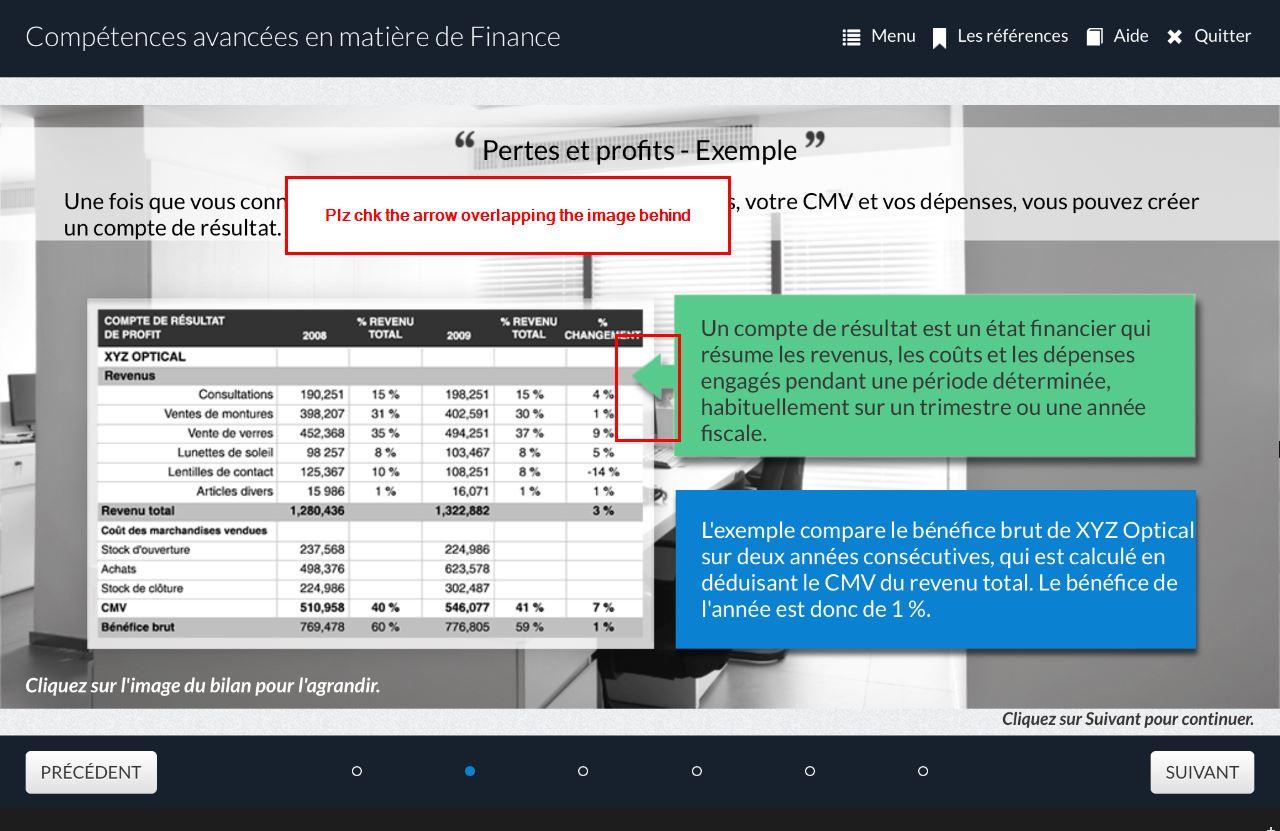 Compétences avancées en matière de Finance
Menu Les références Aide Quitter
“ Pertes et profits - Exemple ”
Une fois que vous conn s, votre CMV et vos dépenses, vous pouvez créer
un compte de résultat.
Plz chk the arrow overlapping the image behind
COMPTE DE RÉSULTAT
DE PROFIT 2008 % REVENU TOTAL 2009 % REVENU TOTAL % CHANGEMENT
XYZ OPTICAL
Revenus
Consultations 190,251 15 % 198,251 15 % 4 %
Ventes de montures 398,207 31 % 402,591 30 % 1 %
Vente de verres 452,368 35 % 494,251 37 % 9 %
Lunettes de soleil 98 257 8 % 103,467 8 % 5 %
Lentilles de contact 125,367 10 % 108,251 8 % -14 %
Articles divers 15 986 1 % 16,071 1 % 1 %
Revenu total 1,280,436 1,322,882 3 %
Coût des marchandises vendues
Stock d'ouverture 237,568 224,986
Achats 498,376 623,578
Stock de clôture 224,986 302,487
CMV 510,958 40 % 546,077 41 % 7 %
Bénéfice brut 769,478 60 % 776,805 59 % 1 %
Un compte de résultat est un état financier qui
résume les revenus, les coûts et les dépenses
engagés pendant une période déterminée,
habituellement sur un trimestre ou une année
fiscale.
L'exemple compare le bénéfice brut de XYZ Optical
sur deux années consécutives, qui est calculé en
déduisant le CMV du revenu total. Le bénéfice de
l'année est donc de 1 %.
Cliquez sur l'image du bilan pour l'agrandir.
Cliquez sur Suivant pour continuer.
PRÉCÉDENT
SUIVANT